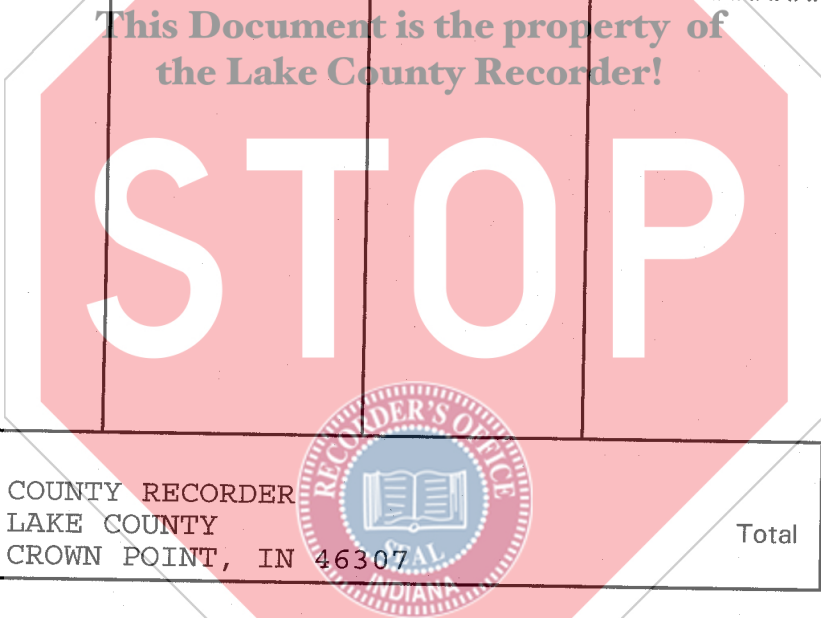 This Document is the property of
the Lake County Recorder!
STOP
RECORDER'S OFFICE
SEAL
INDIANA
COUNTY RECORDER
LAKE COUNTY
CROWN POINT, IN 46307
Total